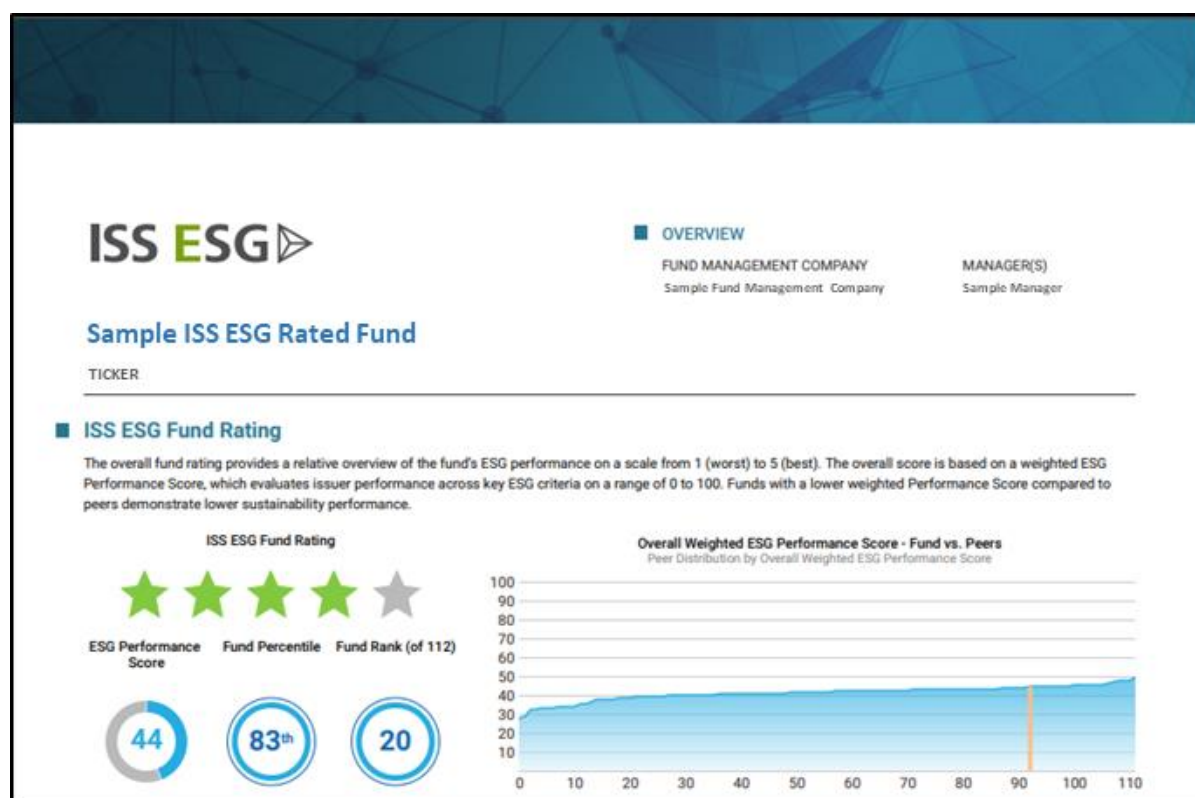 ISS ESG
OVERVIEW
FUND MANAGEMENT COMPANY
Sample Fund Management Company
MANAGER(S)
Sample Manager
Sample ISS ESG Rated Fund
TICKER
ISS ESG Fund Rating
The overall fund rating provides a relative overview of the fund's ESG performance on a scale from 1 (worst) to 5 (best). The overall score is based on a weighted ESG
Performance Score, which evaluates issuer performance across key ESG criteria on a range of 0 to 100. Funds with a lower weighted Performance Score compared to
peers demonstrate lower sustainability performance.
ISS ESG Fund Rating
ESG Performance
Score
Fund Percentile
Fund Rank (of 112)
44
83th
20
Overall Weighted ESG Performance Score - Fund vs. Peers
Peer Distribution by Overall Weighted ESG Performance Score
100
90
80
70
60
50
40
30
20
10
0 10 20 30 40 50 60 70 80 90 100 110